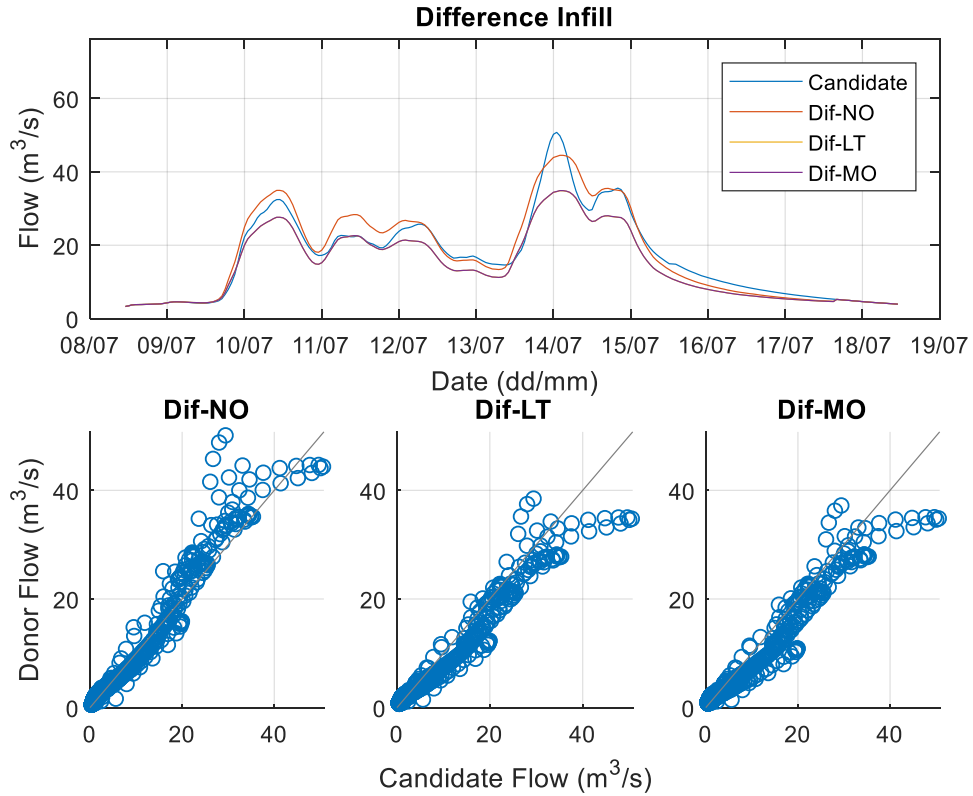 Difference Infill
Flow (m³/s)
60
40
20
0
Candidate
Dif-NO
Dif-LT
Dif-MO
08/07 09/07 10/07 11/07 12/07 13/07 14/07 15/07 16/07 17/07 18/07 19/07
Date (dd/mm)
Dif-NO Dif-LT Dif-MO
Donor Flow (m³/s)
40 40 40
20 20 20
0 0 0
0 20 40 0 20 40 0 20 40
Candidate Flow (m³/s)